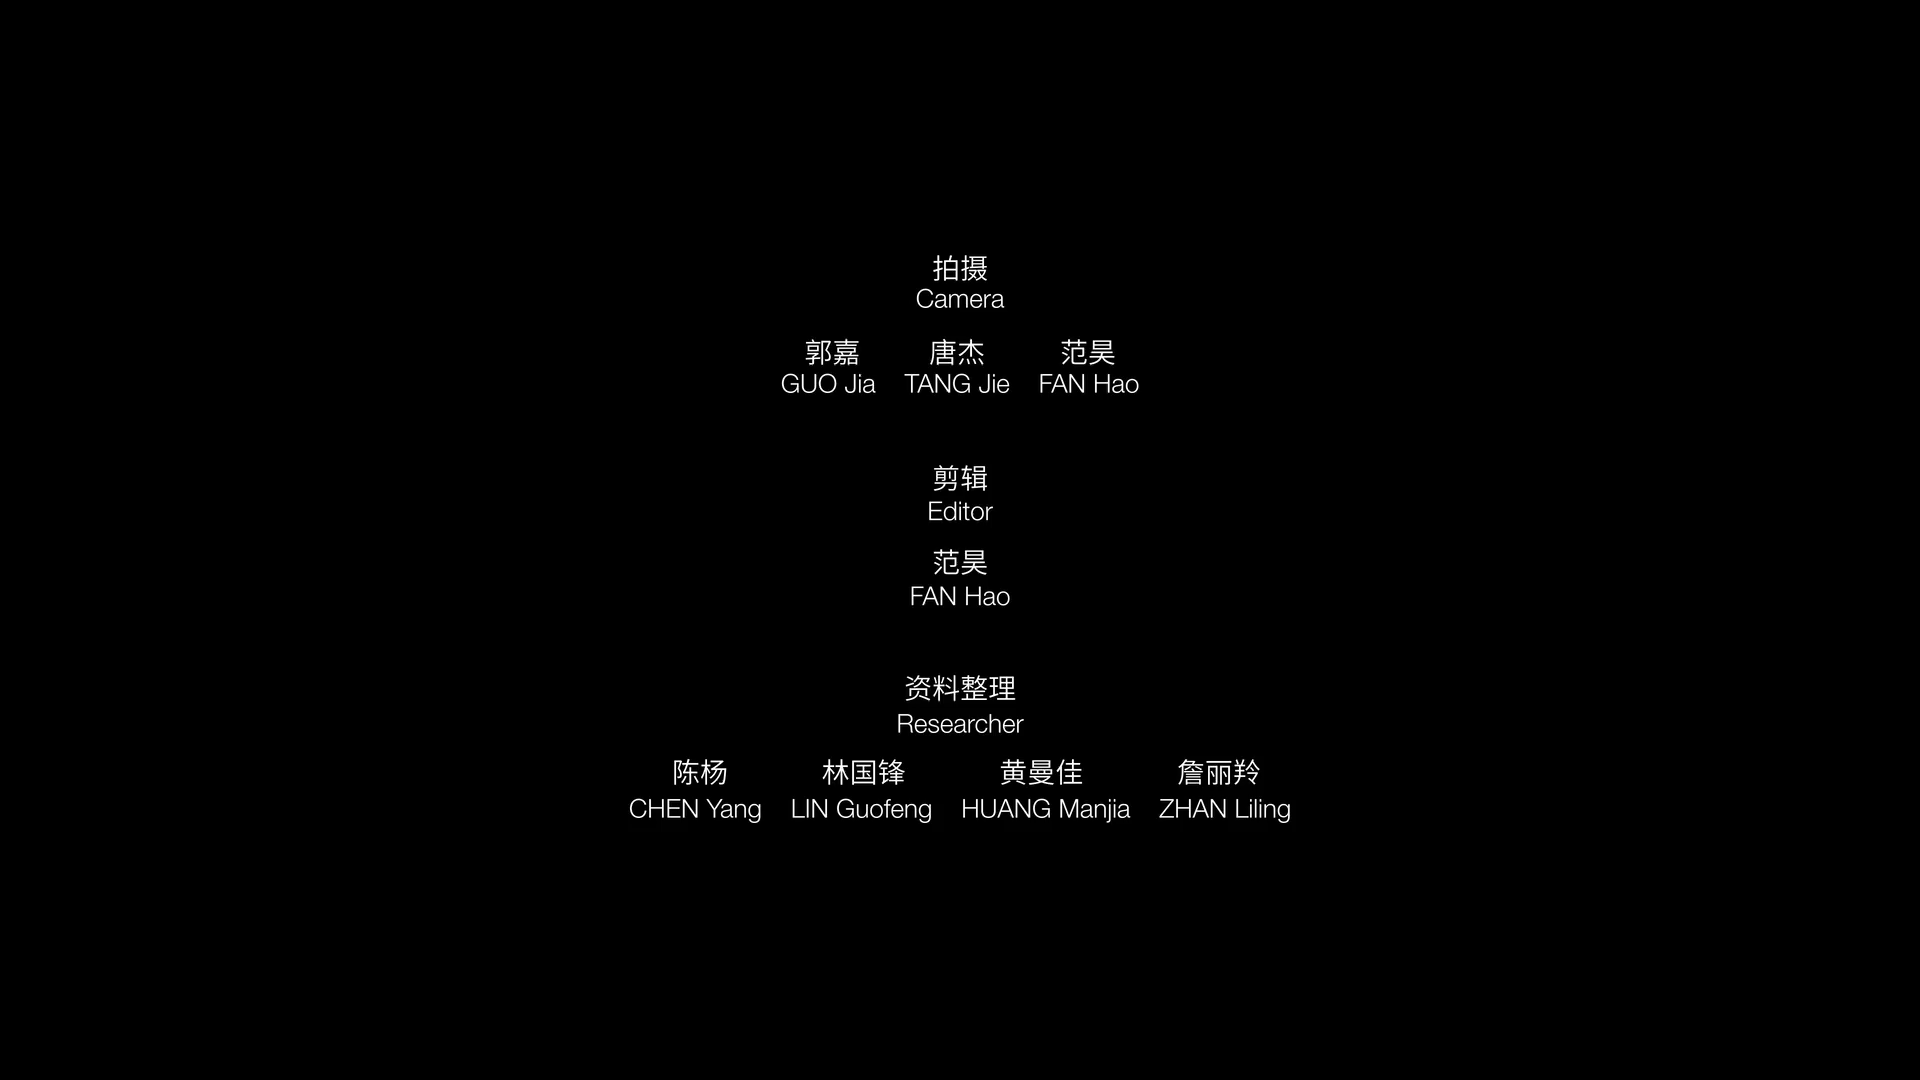 拍摄
Camera
郭嘉 唐杰 范昊
GUO Jia TANG Jie FAN Hao
剪辑
Editor
范昊
FAN Hao
资料整理
Researcher
陈杨 林国锋 黄曼佳 詹丽羚
CHEN Yang LIN Guofeng HUANG Manjia ZHAN Liling